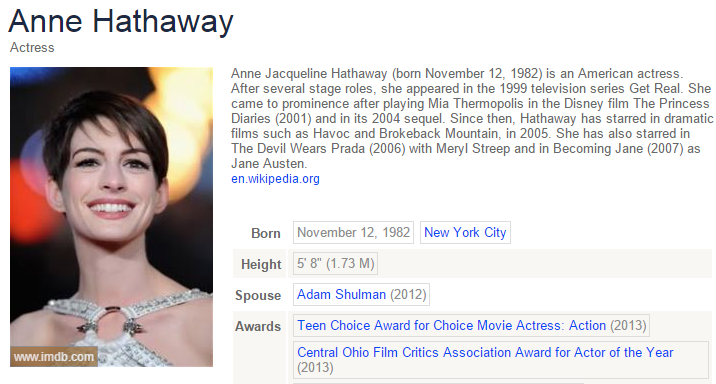 Anne Hathaway
Actress
Anne Jacqueline Hathaway (born November 12, 1982) is an American actress.
After several stage roles, she appeared in the 1999 television series Get Real. She
came to prominence after playing Mia Thermopolis in the Disney film The Princess
Diaries (2001) and in its 2004 sequel. Since then, Hathaway has starred in dramatic
films such as Havoc and Brokeback Mountain, in 2005. She has also starred in
The Devil Wears Prada (2006) with Meryl Streep and in Becoming Jane (2007) as
Jane Austen.
en.wikipedia.org
www.imdb.com
Born November 12, 1982 New York City
Height 5' 8" (1.73 M)
Spouse Adam Shulman (2012)
Awards Teen Choice Award for Choice Movie Actress: Action (2013)
Central Ohio Film Critics Association Award for Actor of the Year
(2013)